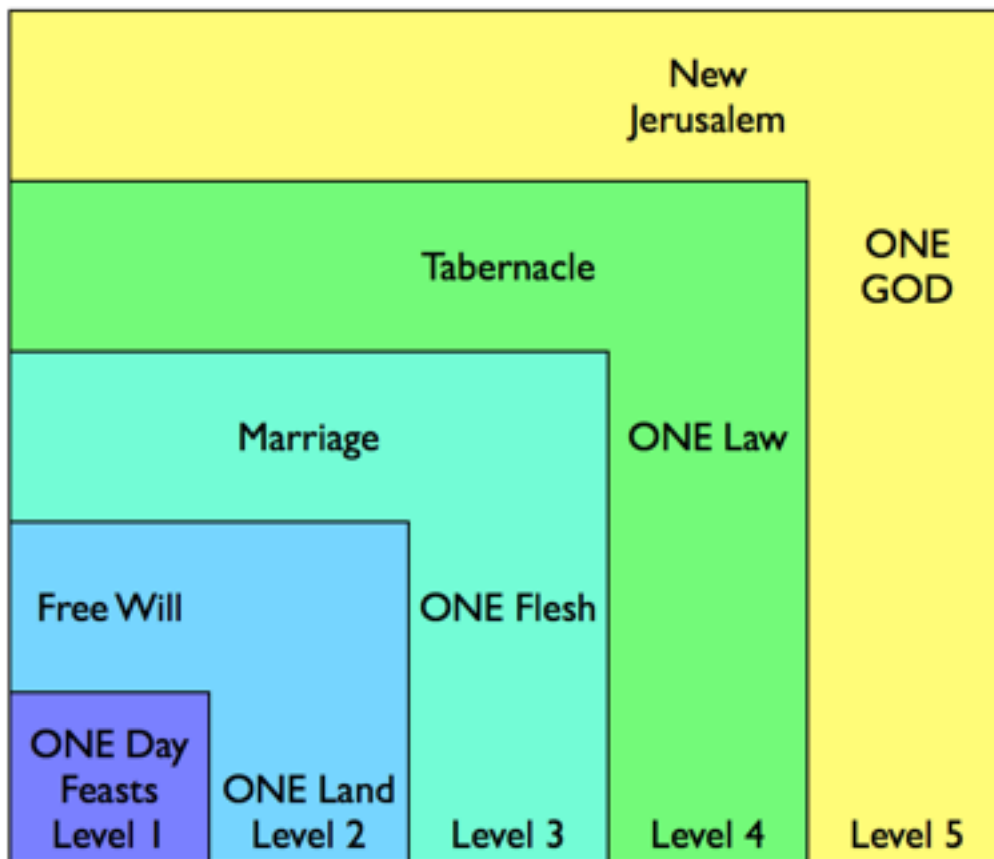 New
Jerusalem
ONE
GOD
Tabernacle
Marriage
ONE Law
Free Will
ONE Flesh
ONE Day
Feasts
Level 1
ONE Land
Level 2
Level 3
Level 4
Level 5